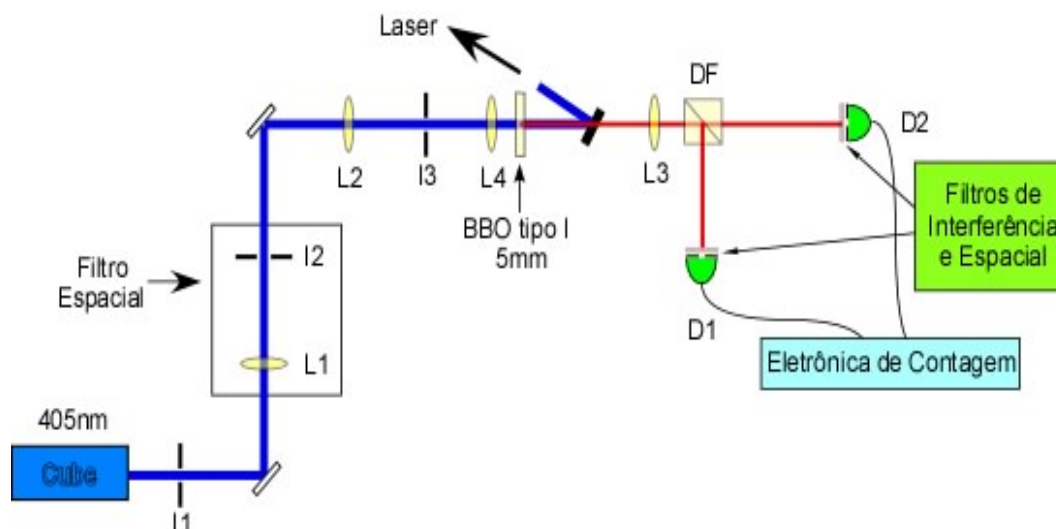 Laser
DF
D2
L2
I3
L4
L3
BBO tipo I
5mm
Filtros de
Interferência
e Espacial
I2
Filtro
Espacial
D1
L1
Eletrônica de Contagem
405nm
Cube
I1